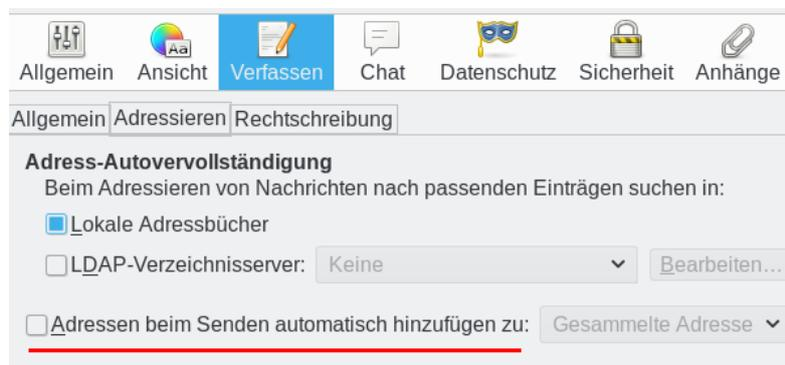 Aa
Allgemein Ansicht Verfassen Chat Datenschutz Sicherheit Anhänge
Allgemein Adressieren Rechtschreibung
Adress-Autovervollständigung
Beim Adressieren von Nachrichten nach passenden Einträgen suchen in:
Lokale Adressbücher
LDAP-Verzeichnisserver: Keine Bearbeiten...
Adressen beim Senden automatisch hinzufügen zu: Gesammelte Adresse